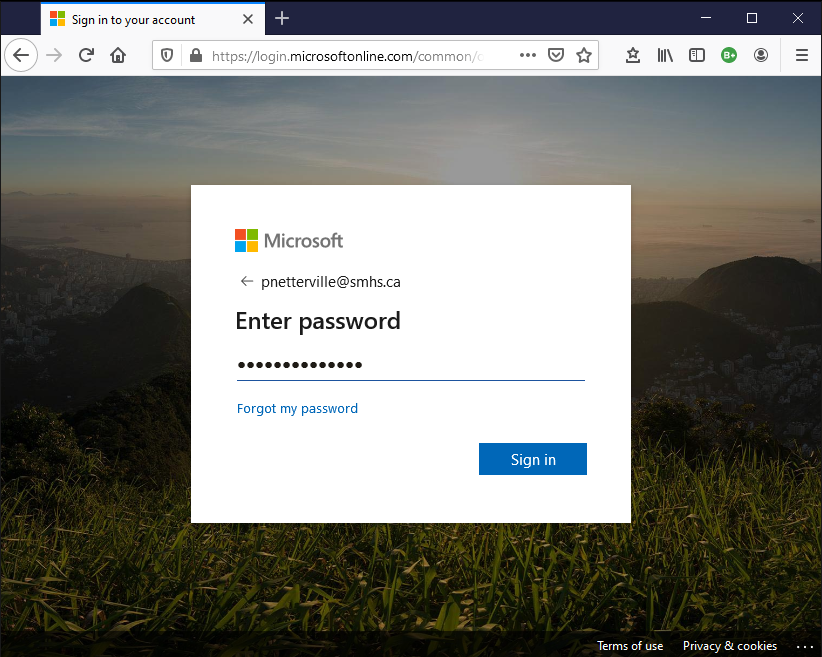 Sign in to your account
https://login.microsoftonline.com/common/
B+
Microsoft
pnetterville@smhs.ca
Enter password
••••••••••••••
Forgot my password
Sign in
Terms of use Privacy & cookies ...